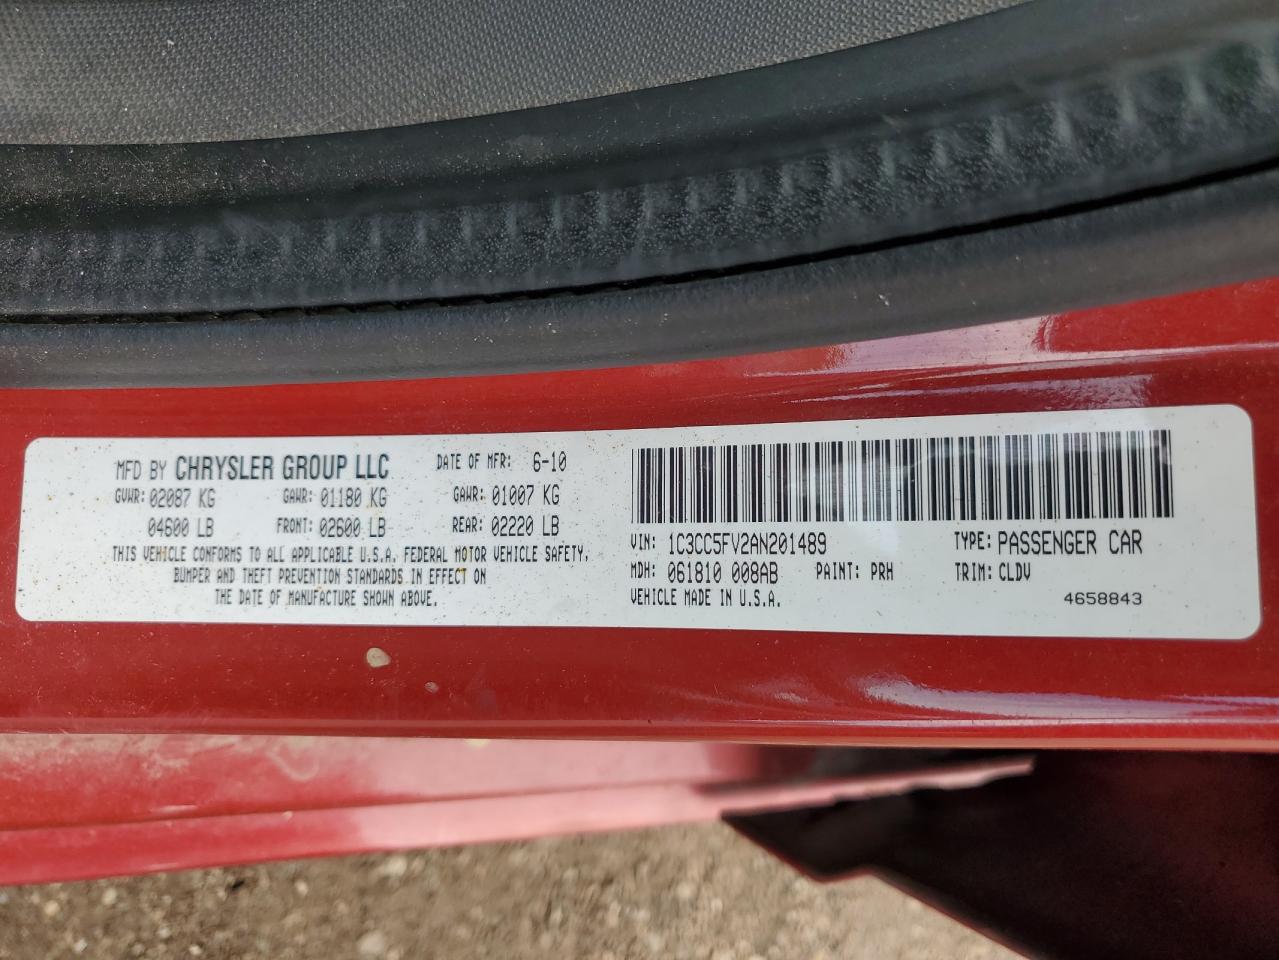 MFD BY CHRYSLER GROUP LLC DATE OF MFR: 6-10
GVWR: 02087 KG GAWR: 01180 KG GAWR: 01007 KG
04600 LB FRONT: 02600 LB REAR: 02220 LB
THIS VEHICLE CONFORMS TO ALL APPLICABLE U.S.A. FEDERAL MOTOR VEHICLE SAFETY,
BUMPER AND THEFT PREVENTION STANDARDS IN EFFECT ON
THE DATE OF MANUFACTURE SHOWN ABOVE.
VIN: 1C3CC5FV2AN201489 TYPE: PASSENGER CAR
MDH: 061810 008AB PAINT: PRH TRIM: CLDV
VEHICLE MADE IN U.S.A. 4658843